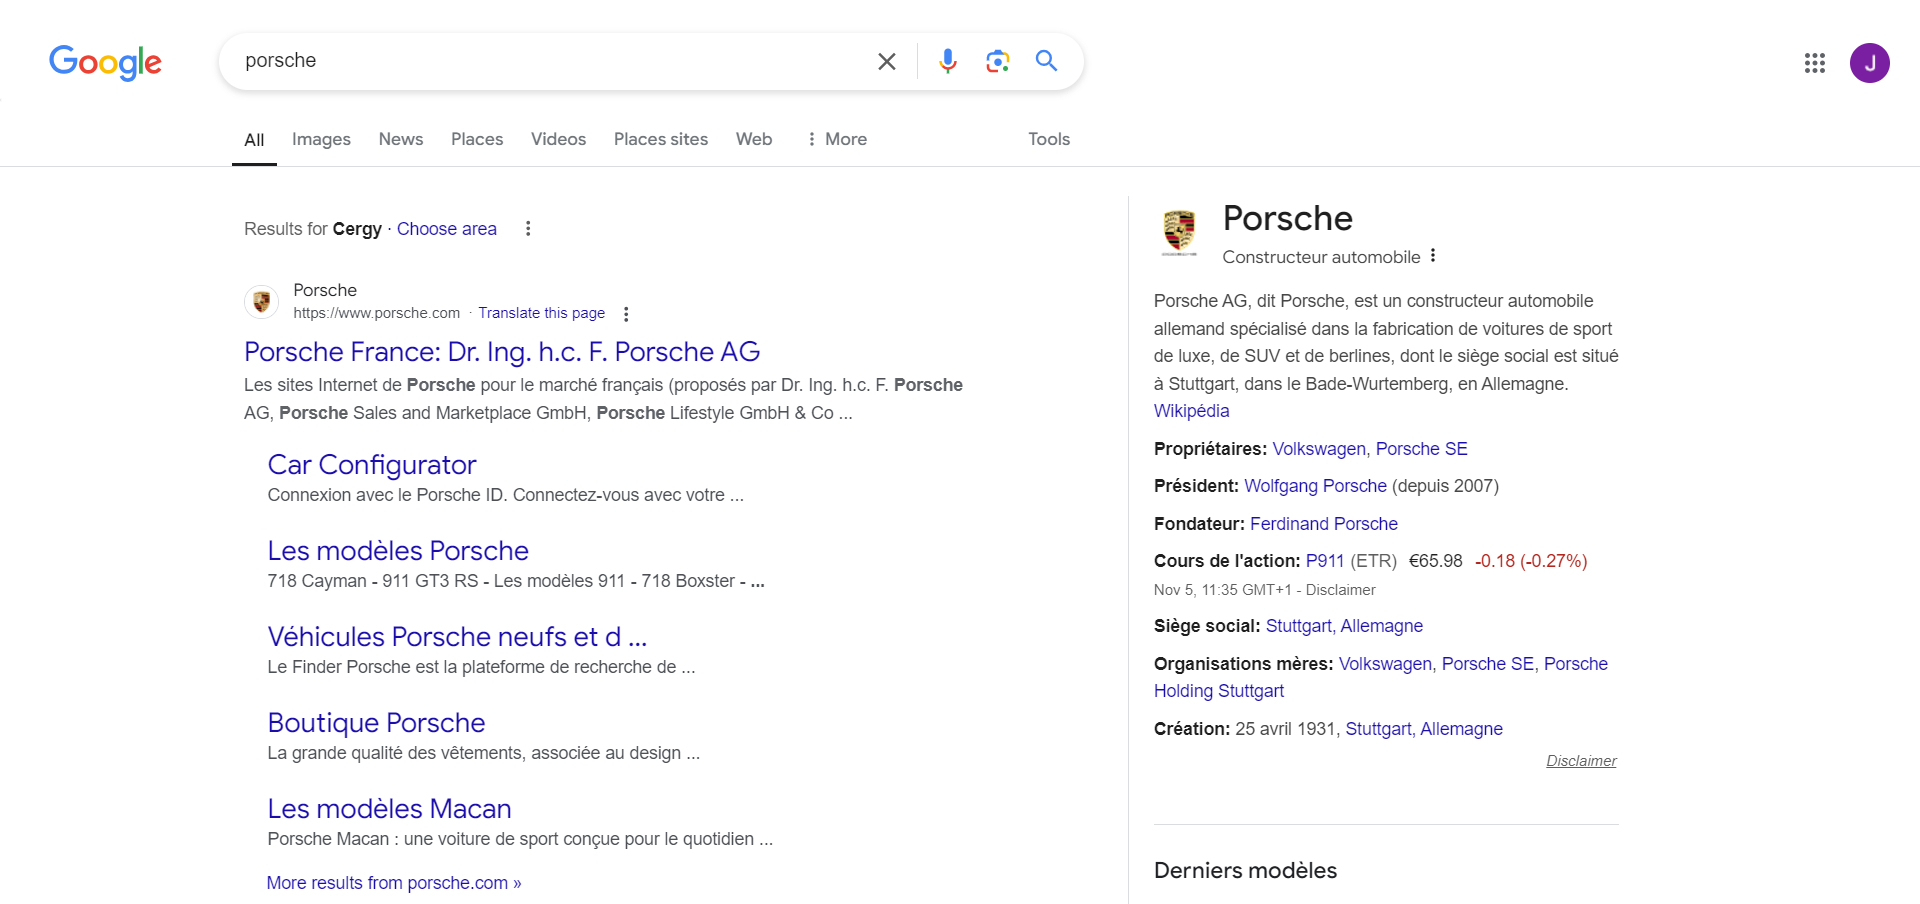 Google
porsche
J
All Images News Places Videos Places sites Web More Tools
Results for Cergy · Choose area
Porsche
https://www.porsche.com · Translate this page
Porsche France: Dr. Ing. h.c. F. Porsche AG
Les sites Internet de Porsche pour le marché français (proposés par Dr. Ing. h.c. F. Porsche
AG, Porsche Sales and Marketplace GmbH, Porsche Lifestyle GmbH & Co ...
Car Configurator
Connexion avec le Porsche ID. Connectez-vous avec votre ...
Les modèles Porsche
718 Cayman - 911 GT3 RS - Les modèles 911 - 718 Boxster - ...
Véhicules Porsche neufs et d ...
Le Finder Porsche est la plateforme de recherche de ...
Boutique Porsche
La grande qualité des vêtements, associée au design ...
Les modèles Macan
Porsche Macan : une voiture de sport conçue pour le quotidien ...
More results from porsche.com »
Porsche
Constructeur automobile
Porsche AG, dit Porsche, est un constructeur automobile
allemand spécialisé dans la fabrication de voitures de sport
de luxe, de SUV et de berlines, dont le siège social est situé
à Stuttgart, dans le Bade-Wurtemberg, en Allemagne.
Wikipédia
Propriétaires: Volkswagen, Porsche SE
Président: Wolfgang Porsche (depuis 2007)
Fondateur: Ferdinand Porsche
Cours de l'action: P911 (ETR) €65.98 -0.18 (-0.27%)
Nov 5, 11:35 GMT+1 - Disclaimer
Siège social: Stuttgart, Allemagne
Organisations mères: Volkswagen, Porsche SE, Porsche
Holding Stuttgart
Création: 25 avril 1931, Stuttgart, Allemagne
Disclaimer
Derniers modèles